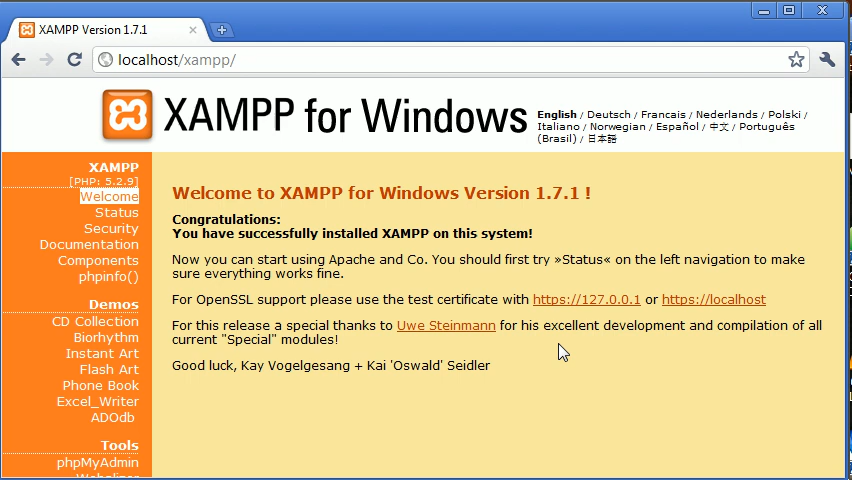 XAMPP Version 1.7.1
localhost/xampp/
XAMPP for Windows
English / Deutsch / Francais / Nederlands / Polski /
Italiano / Norwegian / Español / 中文 / Português
(Brasil) / 日本語
XAMPP
[PHP: 5.2.9]
Welcome
Status
Security
Documentation
Components
phpinfo()
Demos
CD Collection
Biorhythm
Instant Art
Flash Art
Phone Book
Excel_Writer
ADOdb
Tools
phpMyAdmin
Welcome to XAMPP for Windows Version 1.7.1 !
Congratulations:
You have successfully installed XAMPP on this system!
Now you can start using Apache and Co. You should first try »Status« on the left navigation to make
sure everything works fine.
For OpenSSL support please use the test certificate with https://127.0.0.1 or https://localhost
For this release a special thanks to Uwe Steinmann for his excellent development and compilation of all
current "Special" modules!
Good luck, Kay Vogelgesang + Kai 'Oswald' Seidler